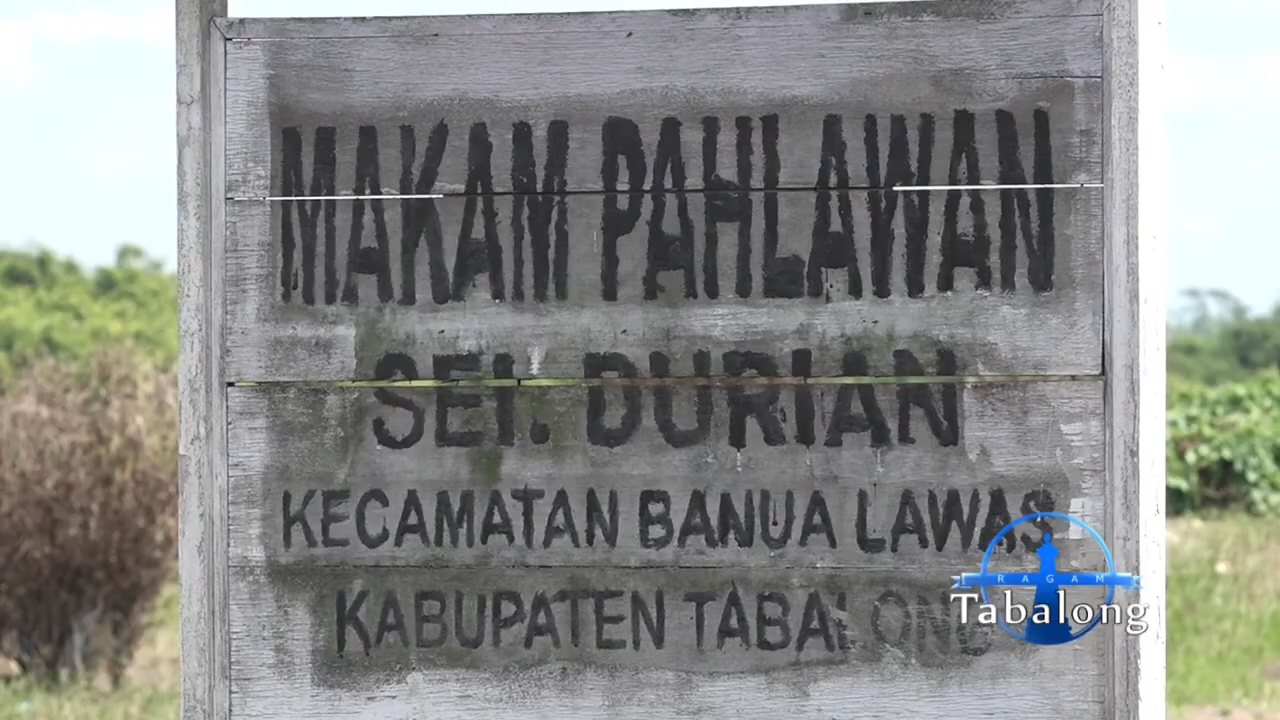 MAKAM PAHLAWAN
SEI. DURIAN
KECAMATAN BANUA LAWAS
KABUPATEN TABALONG
RAGAM
Tabalong